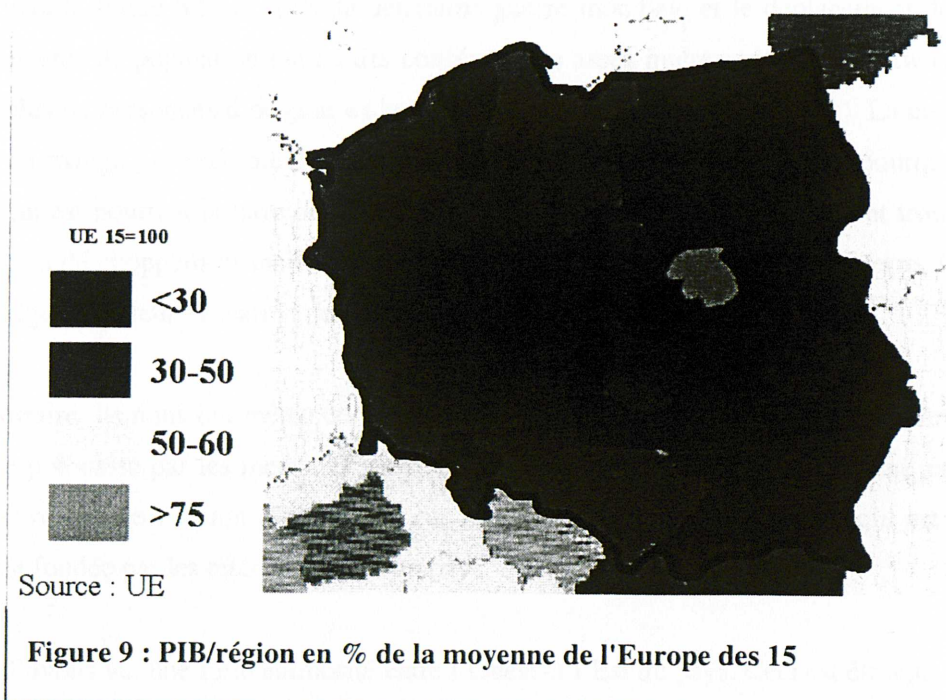 UE 15=100
<30
30-50
50-60
>75
Source : UE
Figure 9 : PIB/région en % de la moyenne de l'Europe des 15